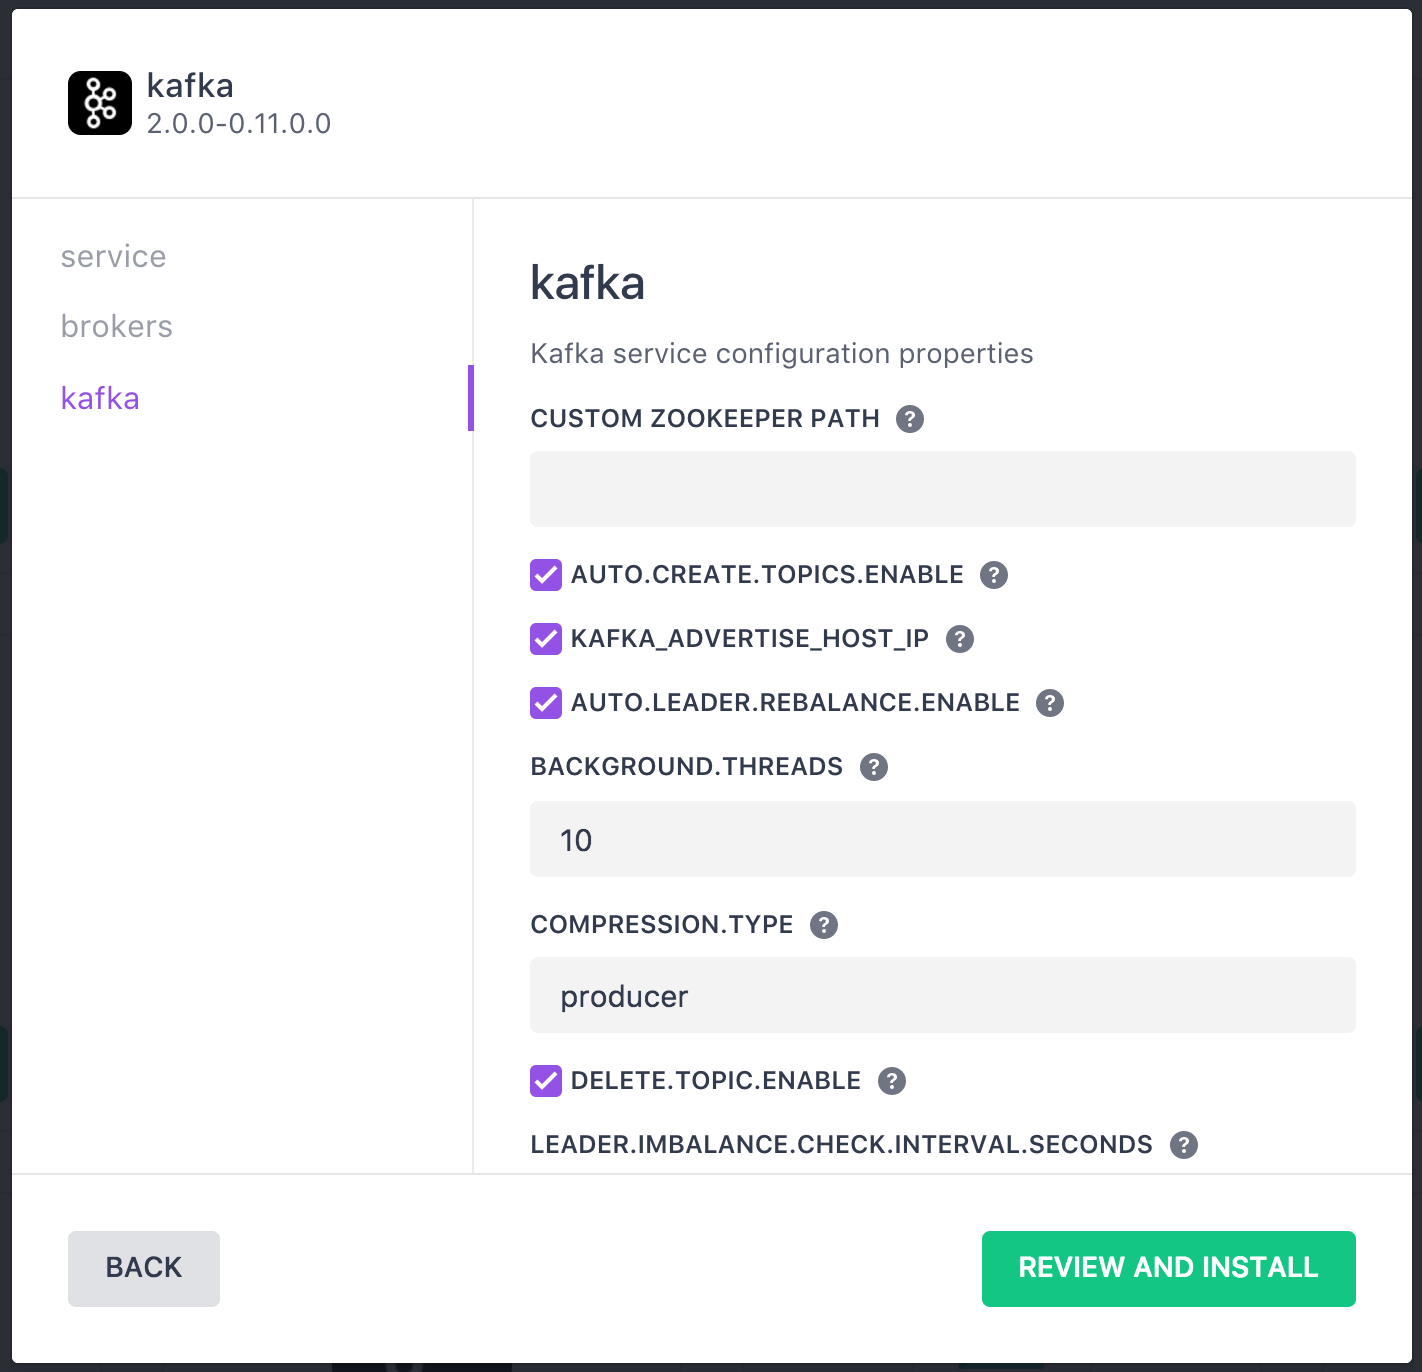 kafka
2.0.0-0.11.0.0
service
brokers
kafka
kafka
Kafka service configuration properties
CUSTOM ZOOKEEPER PATH ?
AUTO.CREATE.TOPICS.ENABLE ?
KAFKA_ADVERTISE_HOST_IP ?
AUTO.LEADER.REBALANCE.ENABLE ?
BACKGROUND.THREADS ?
10
COMPRESSION.TYPE ?
producer
DELETE.TOPIC.ENABLE ?
LEADER.IMBALANCE.CHECK.INTERVAL.SECONDS ?
BACK
REVIEW AND INSTALL